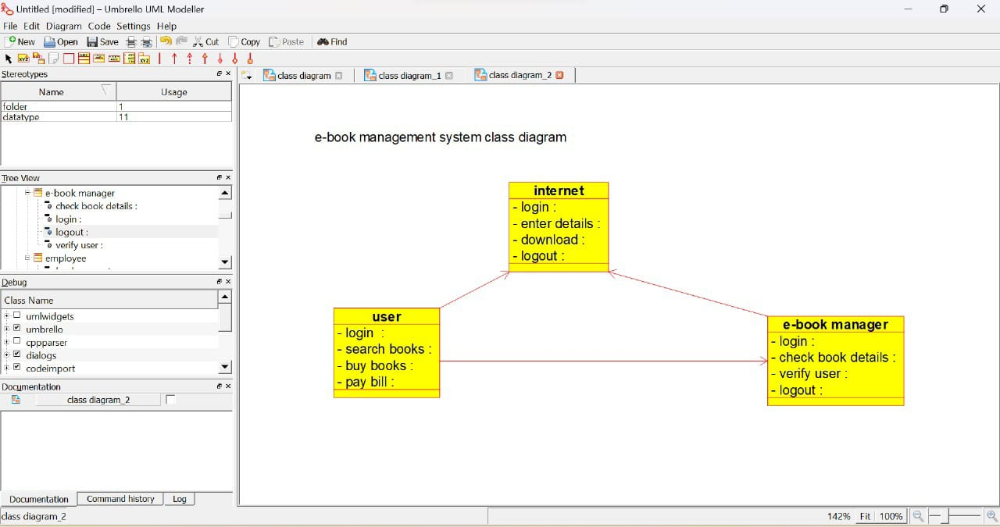 Untitled [modified] – Umbrello UML Modeller
File Edit Diagram Code Settings Help
New Open Save Cut Copy Paste Find
Stereotypes
Name Usage
folder 1
datatype 11
Tree View
e-book manager
check book details :
login :
logout :
verify user :
employee
Debug
Class Name
umlwidgets
umbrello
cppparser
dialogs
codeimport
Documentation
class diagram_2
Documentation Command history Log
class diagram_2
class diagram class diagram_1 class diagram_2
e-book management system class diagram
internet
- login :
- enter details :
- download :
- logout :
user
- login :
- search books :
- buy books :
- pay bill :
e-book manager
- login :
- check book details :
- verify user :
- logout :
142% Fit 100%